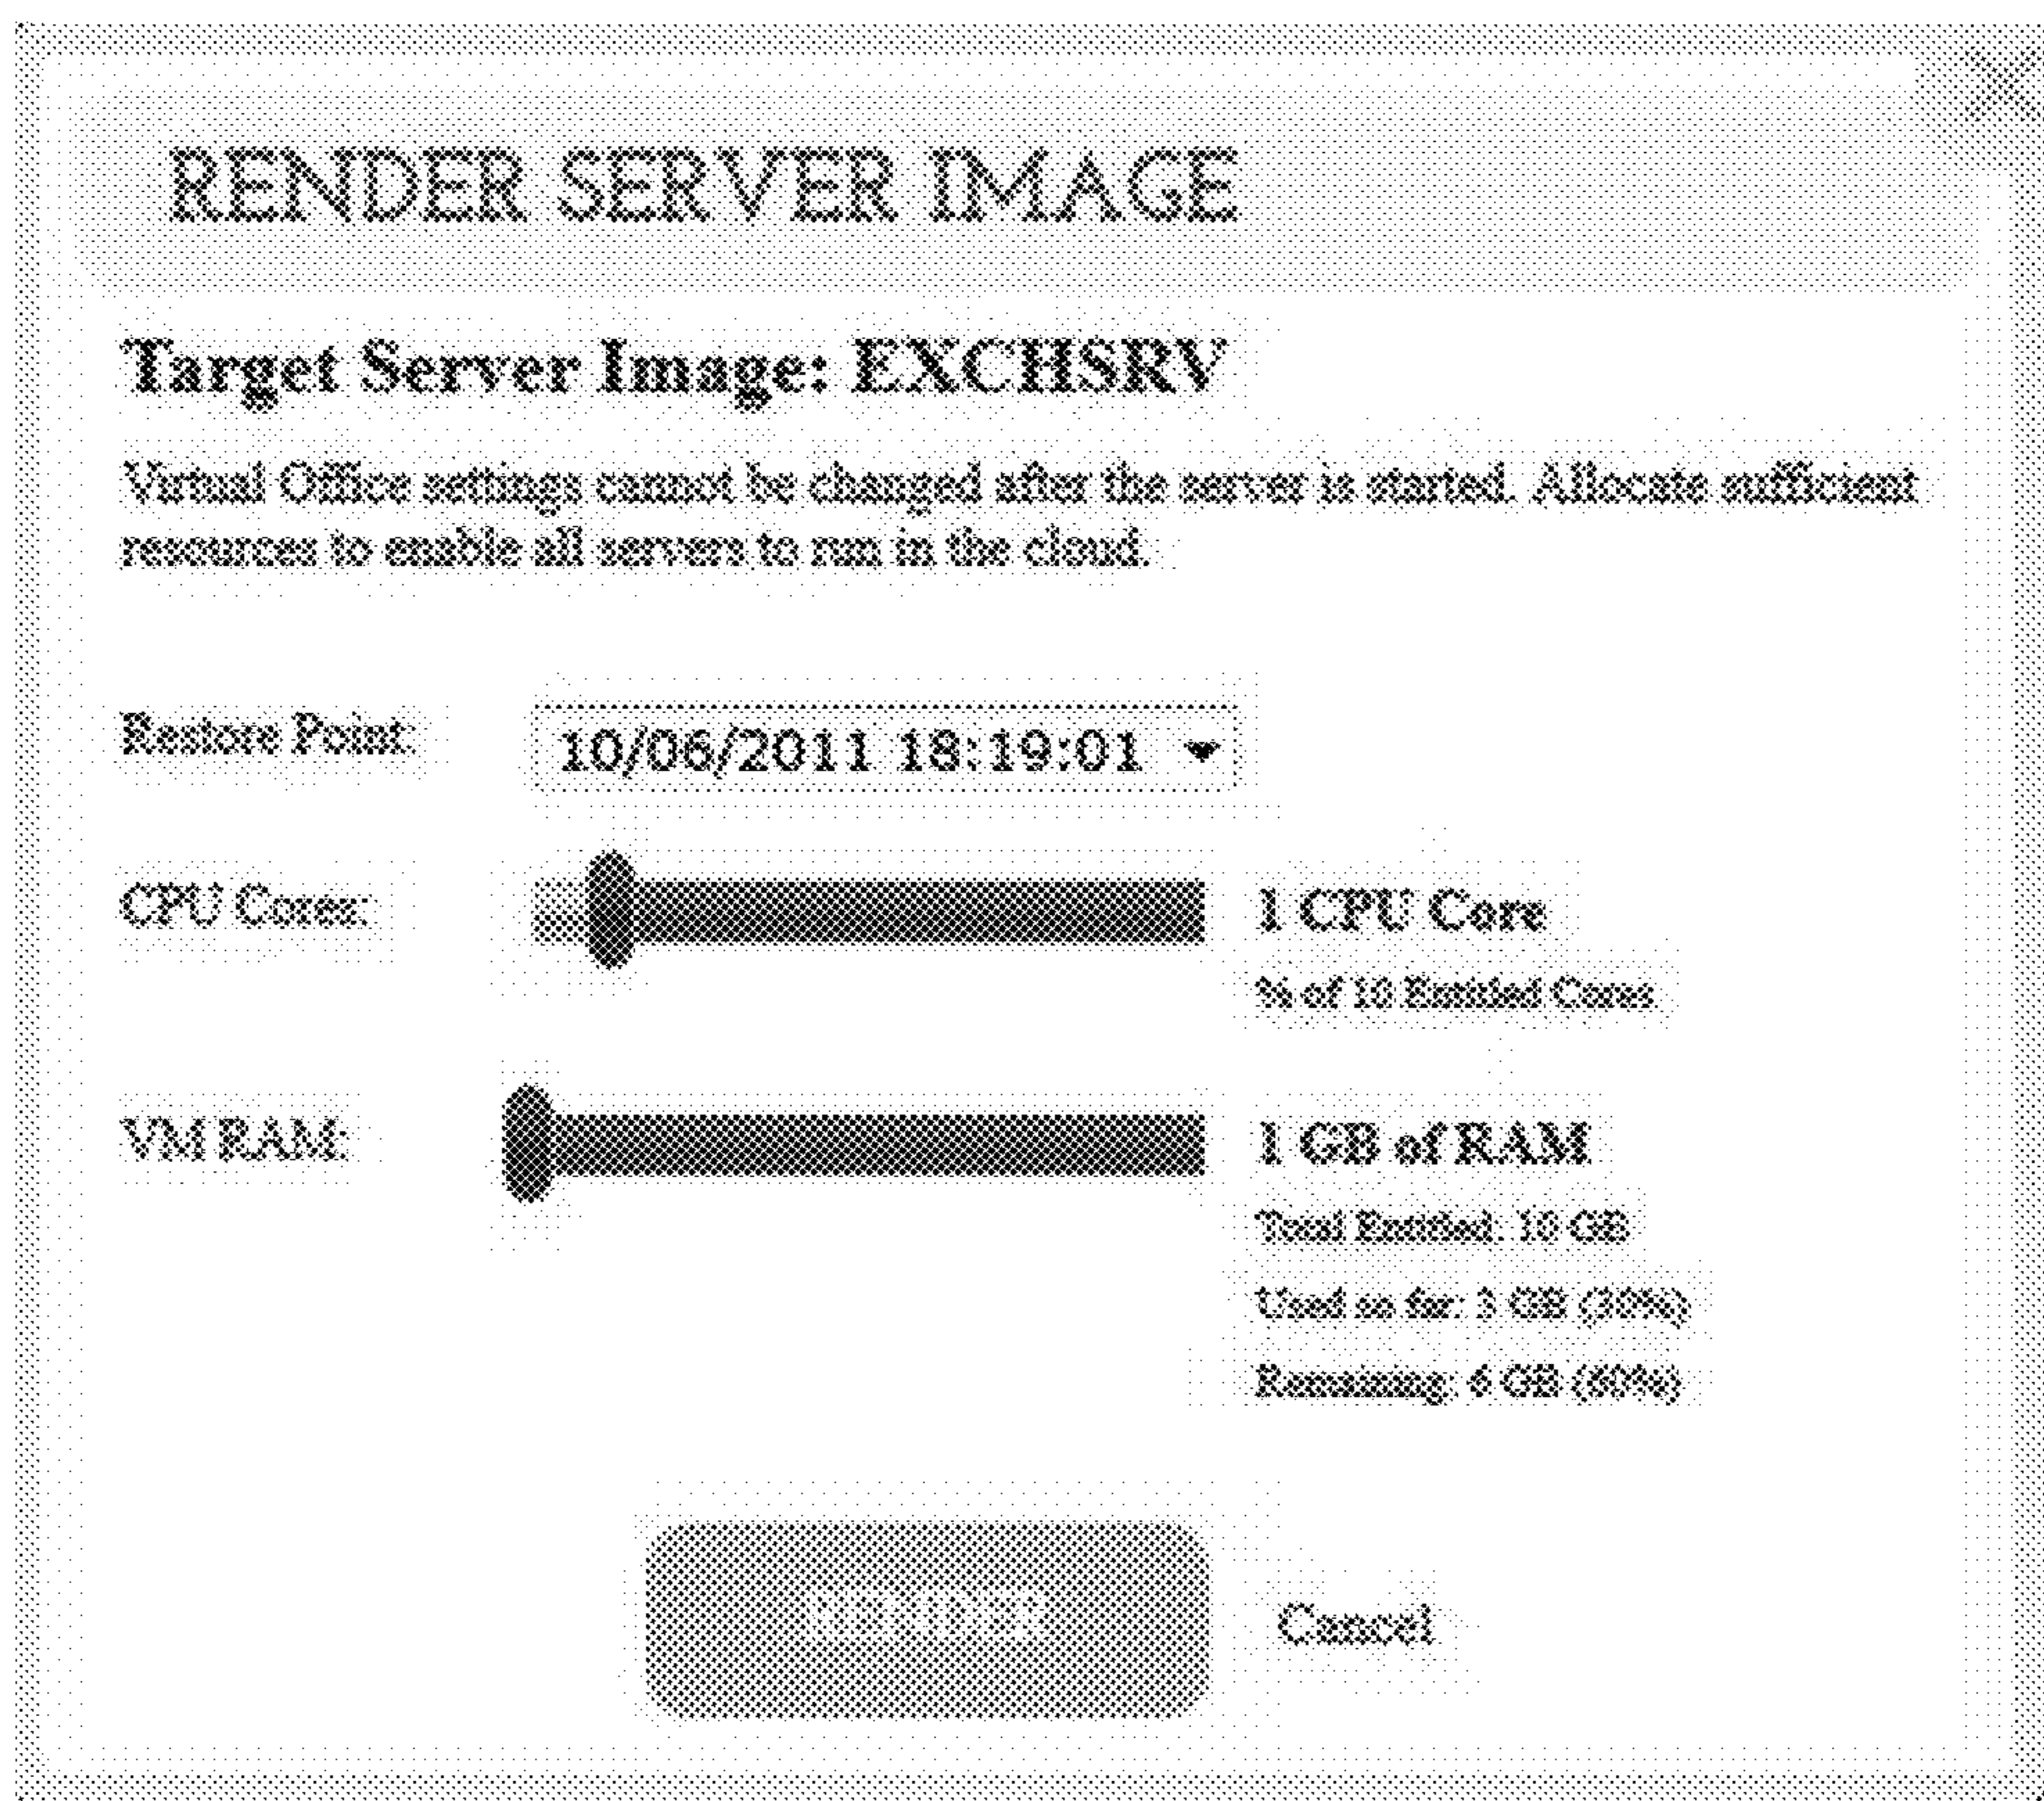 RENDER SERVER IMAGE
Target Server Image: EXCHSRV
Virtual Office settings cannot be changed after the server is started. Allocate sufficient
resources to enable all servers to run in the cloud.
Restore Point: 10/06/2011 18:19:01
CPU Cores: 1 CPU Core
% of 10 Entitled Cores
VM RAM: 1 GB of RAM
Total Entitled: 10 GB
Used so far: 3 GB (30%)
Remaining: 6 GB (60%)
RENDER Cancel